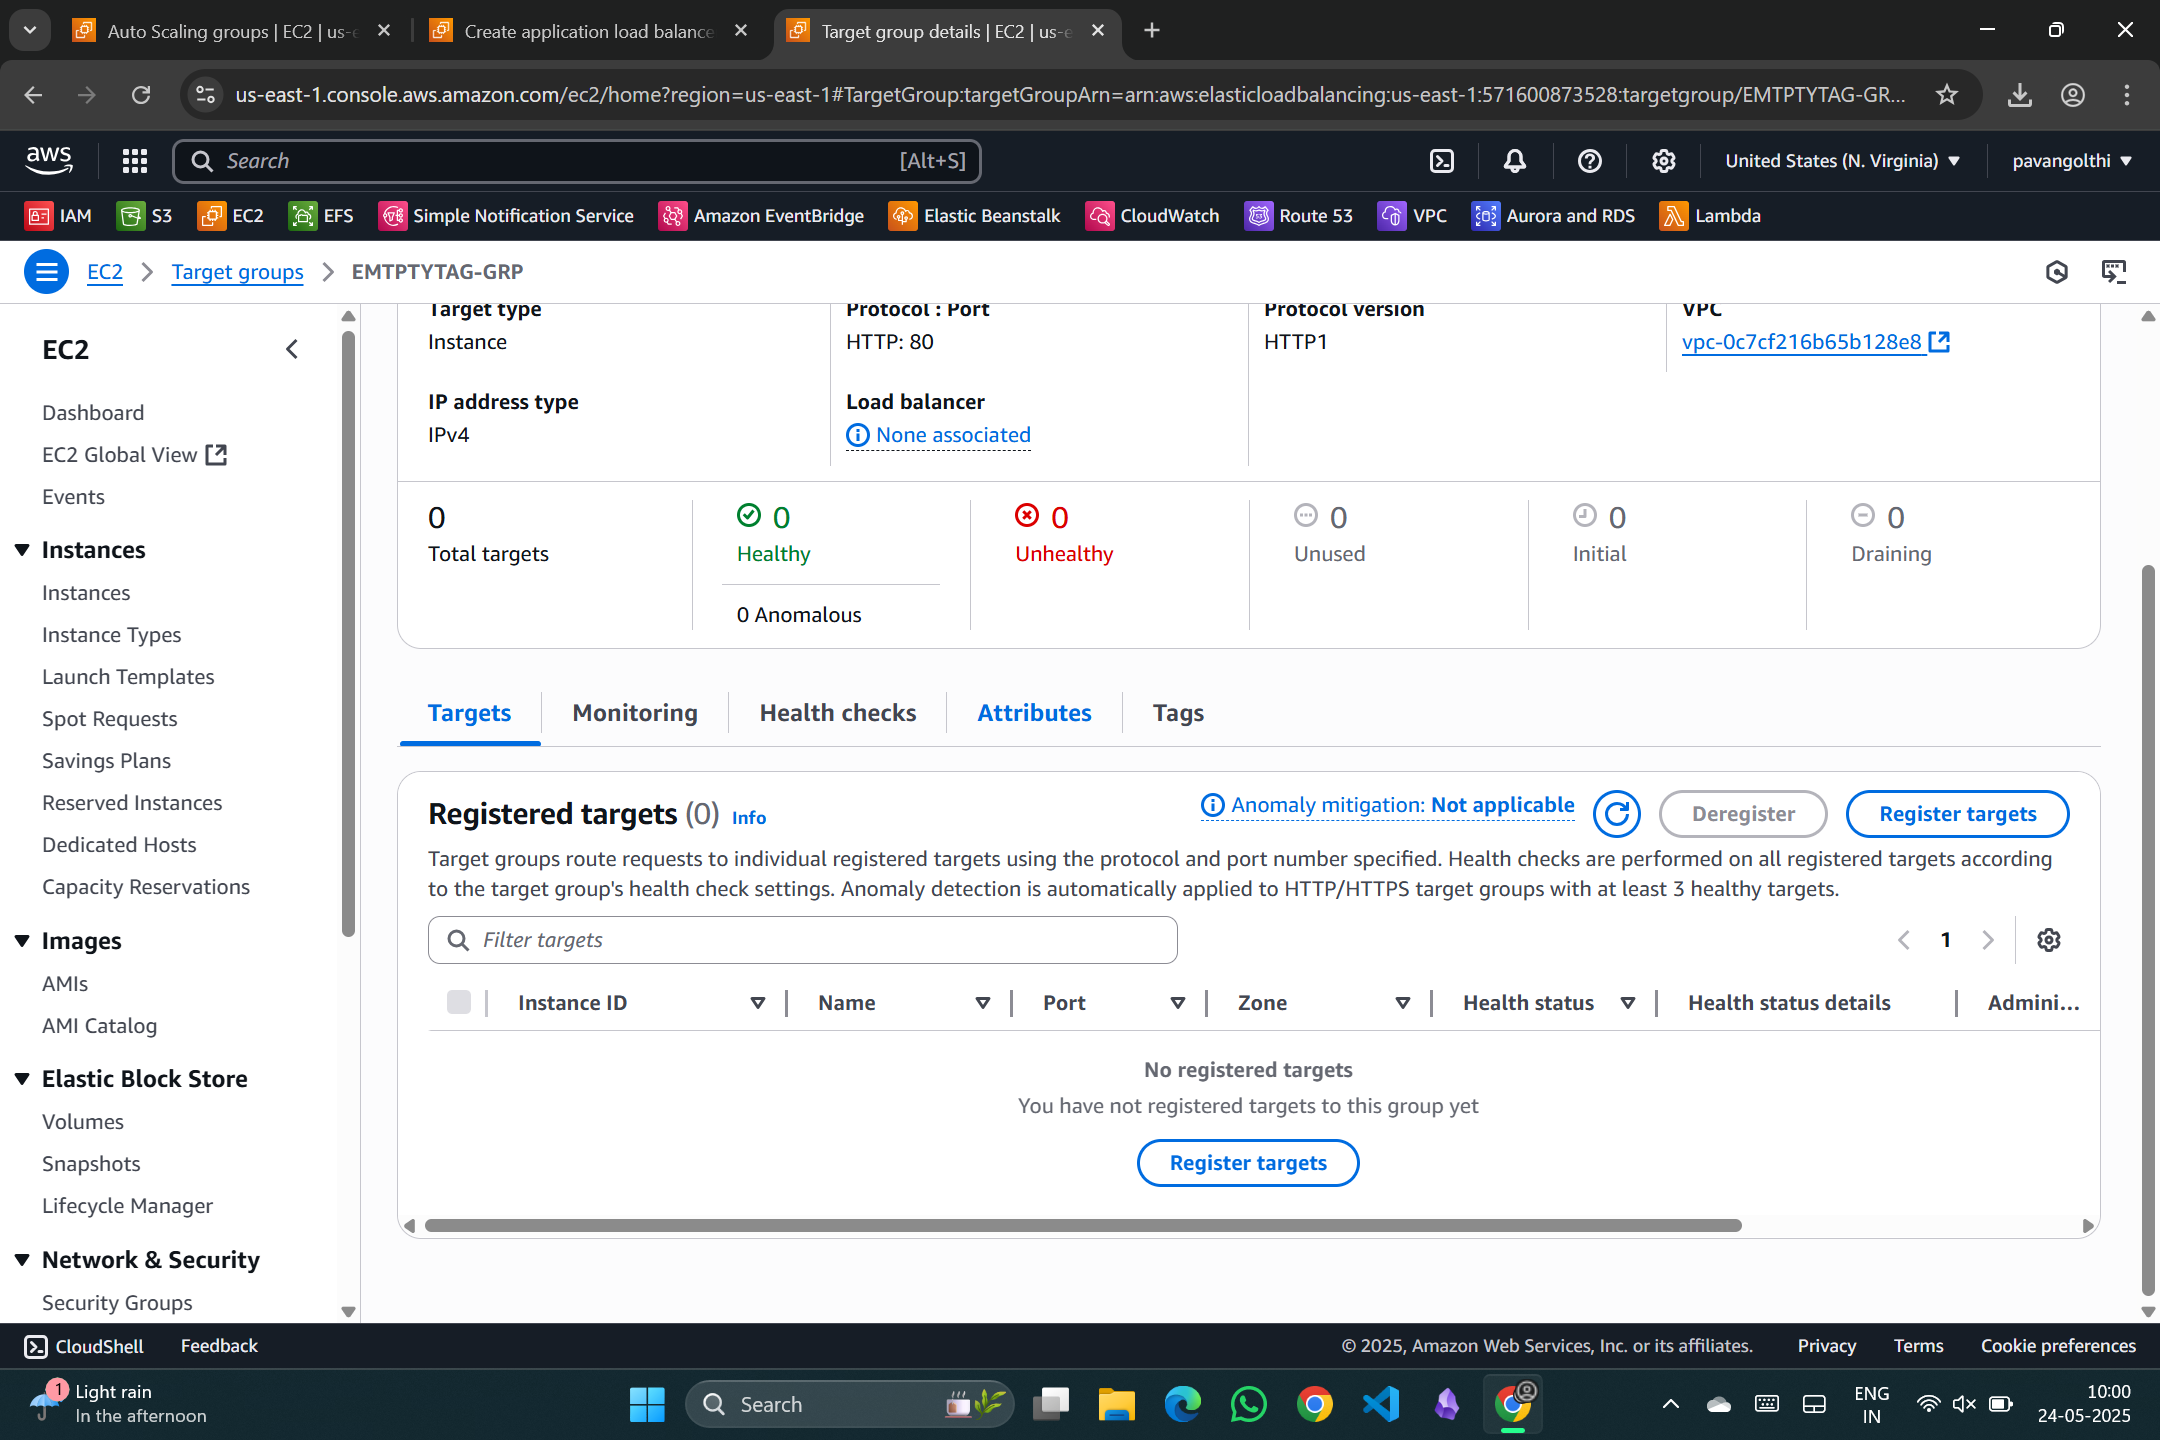 Auto Scaling groups | EC2 | us-e
Create application load balance
Target group details | EC2 | us-e
us-east-1.console.aws.amazon.com/ec2/home?region=us-east-1#TargetGroup:targetGroupArn=arn:aws:elasticloadbalancing:us-east-1:571600873528:targetgroup/EMTPTYTAG-GR...
aws
Search
[Alt+S]
United States (N. Virginia)
pavangolthi
IAM
S3
EC2
EFS
Simple Notification Service
Amazon EventBridge
Elastic Beanstalk
CloudWatch
Route 53
VPC
Aurora and RDS
Lambda
EC2
Target groups
EMTPTYTAG-GRP
EC2
Dashboard
EC2 Global View
Events
Instances
Instances
Instance Types
Launch Templates
Spot Requests
Savings Plans
Reserved Instances
Dedicated Hosts
Capacity Reservations
Images
AMIs
AMI Catalog
Elastic Block Store
Volumes
Snapshots
Lifecycle Manager
Network & Security
Security Groups
Target type
Instance
Protocol : Port
HTTP: 80
Protocol version
HTTP1
VPC
vpc-0c7cf216b65b128e8
IP address type
IPv4
Load balancer
None associated
0
Total targets
0
Healthy
0 Anomalous
0
Unhealthy
0
Unused
0
Initial
0
Draining
Targets
Monitoring
Health checks
Attributes
Tags
Registered targets (0) Info
Anomaly mitigation: Not applicable
Deregister
Register targets
Target groups route requests to individual registered targets using the protocol and port number specified. Health checks are performed on all registered targets according
to the target group's health check settings. Anomaly detection is automatically applied to HTTP/HTTPS target groups with at least 3 healthy targets.
Filter targets
1
Instance ID
Name
Port
Zone
Health status
Health status details
Admini...
No registered targets
You have not registered targets to this group yet
Register targets
CloudShell
Feedback
© 2025, Amazon Web Services, Inc. or its affiliates.
Privacy
Terms
Cookie preferences
1
Light rain
In the afternoon
Search
ENG
IN
10:00
24-05-2025